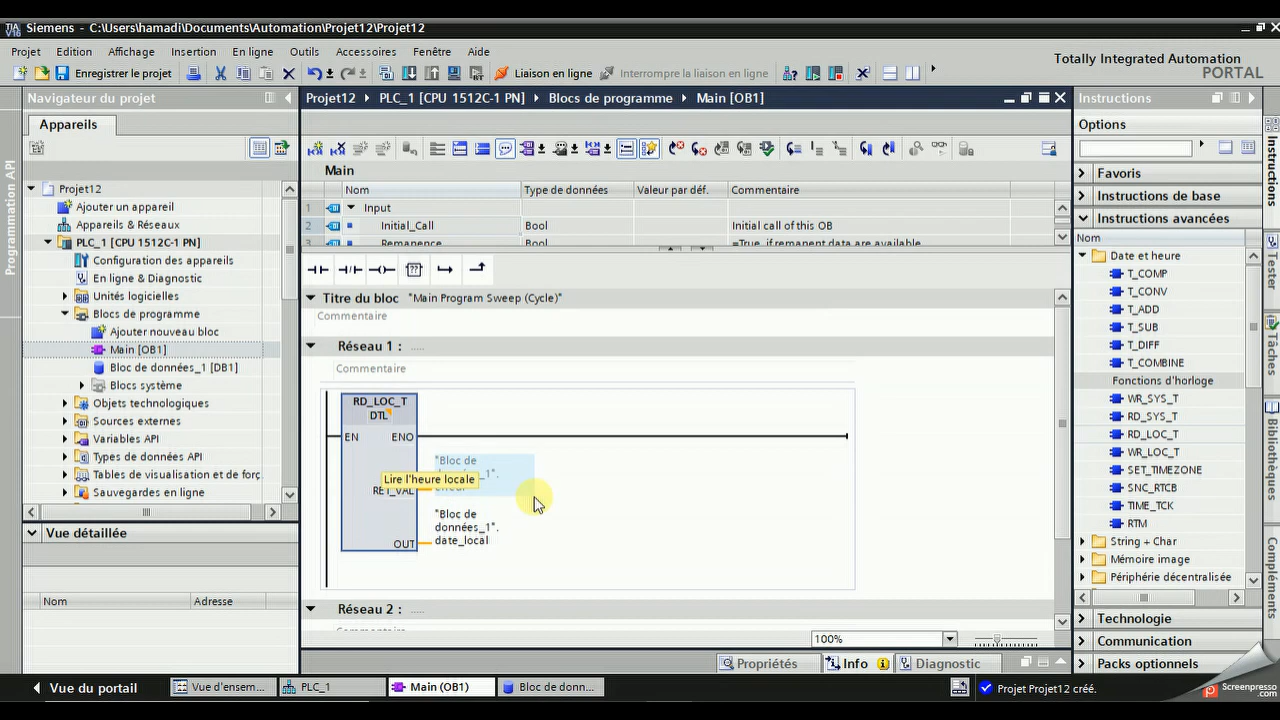 TIA
V16
Siemens - C:\Users\hamadi\Documents\Automation\Projet12\Projet12
Projet Edition Affichage Insertion En ligne Outils Accessoires Fenêtre Aide
Totally Integrated Automation
PORTAL
Enregistrer le projet
Liaison en ligne
Interrompre la liaison en ligne
Navigateur du projet
Projet12 PLC_1 [CPU 1512C-1 PN] Blocs de programme Main [OB1]
Instructions
Appareils
Options
Programmation API
Main
Favoris
Nom Type de données Valeur par déf. Commentaire
Projet12
Ajouter un appareil
Appareils & Réseaux
PLC_1 [CPU 1512C-1 PN]
Configuration des appareils
En ligne & Diagnostic
Unités logicielles
Blocs de programme
Ajouter nouveau bloc
Main [OB1]
Bloc de données_1 [DB1]
Blocs système
Objets technologiques
Sources externes
Variables API
Types de données API
Tables de visualisation et de forç
Sauvegardes en ligne
Vue détaillée
Nom Adresse
1 Input
2 Initial_Call Bool Initial call of this OB
3 Remanence Bool =True, if remanent data are available
??
Titre du bloc "Main Program Sweep (Cycle)"
Commentaire
Réseau 1 : .....
Commentaire
RD_LOC_T
DTL
EN ENO
"Bloc de
données_1".
Lire l'heure locale
RET_VAL
"Bloc de
données_1".
date_local
OUT
Réseau 2 : .....
Commentaire
100%
Propriétés
Info
Diagnostic
Instructions de base
Instructions avancées
Nom
Date et heure
T_COMP
T_CONV
T_ADD
T_SUB
T_DIFF
T_COMBINE
Fonctions d'horloge
WR_SYS_T
RD_SYS_T
RD_LOC_T
WR_LOC_T
SET_TIMEZONE
SNC_RTCB
TIME_TCK
RTM
String + Char
Mémoire image
Périphérie décentralisée
Technologie
Communication
Packs optionnels
Instructions
Tester
Tâches
Bibliothèques
Compléments
Vue du portail
Vue d'ensem...
PLC_1
Main (OB1)
Bloc de donn...
Projet Projet12 créé.
Screenpresso
.com